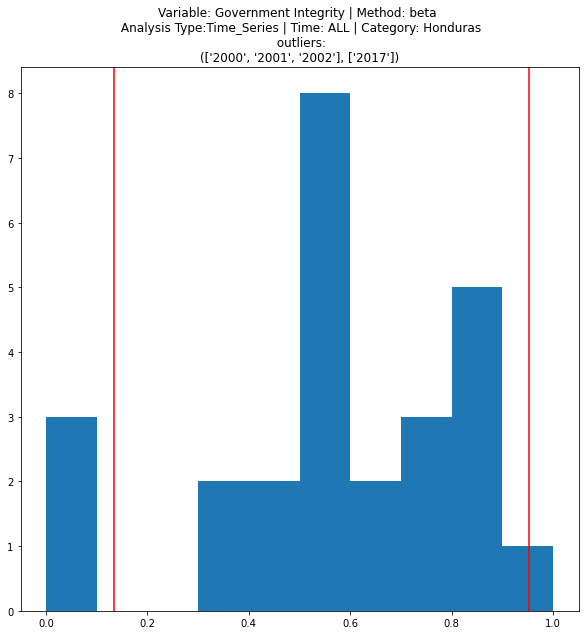 Variable: Government Integrity | Method: beta
Analysis Type:Time_Series | Time: ALL | Category: Honduras
outliers:
(['2000', '2001', '2002'], ['2017'])
8
7
6
5
4
3
2
1
0
0.0 0.2 0.4 0.6 0.8 1.0